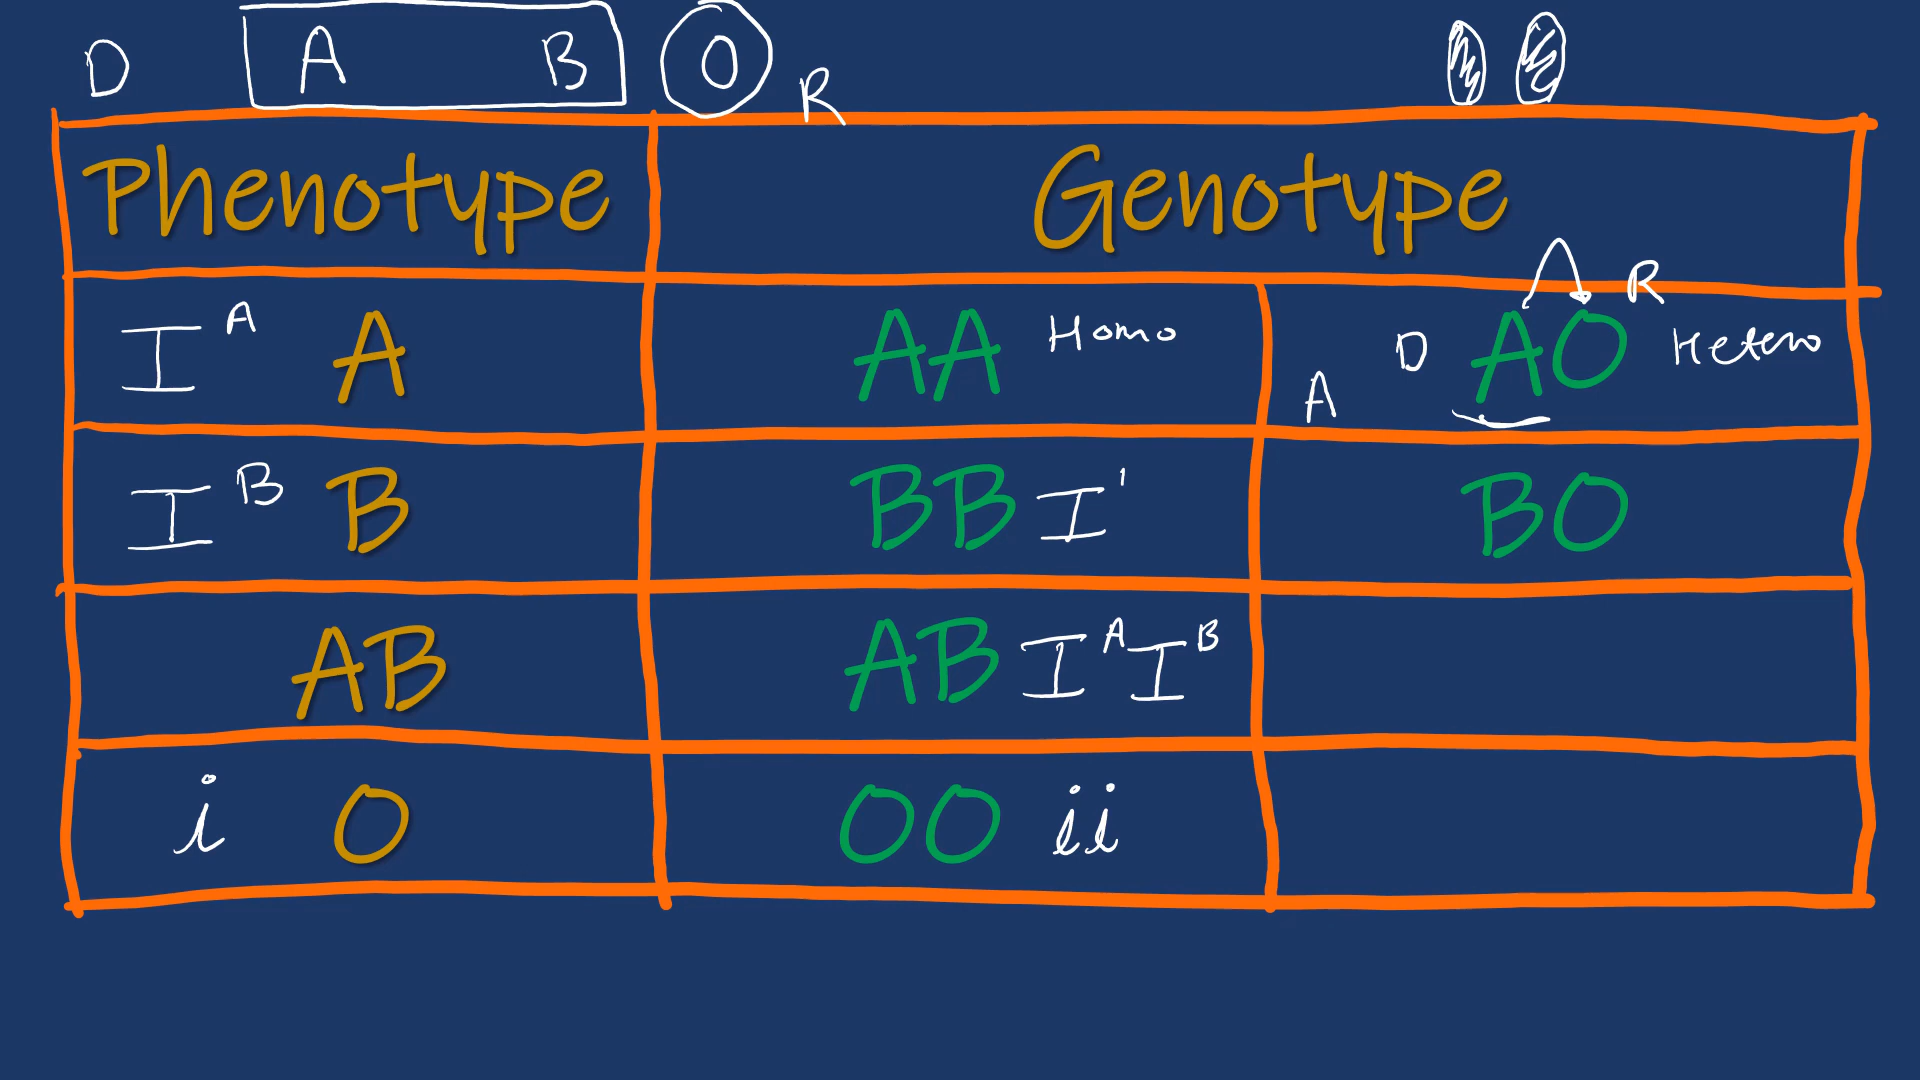 D A B O R
Phenotype Genotype
I^A A AA Homo A D AO R Hetero
I^B B BB I' BO
AB AB I^A I^B
i O OO ii